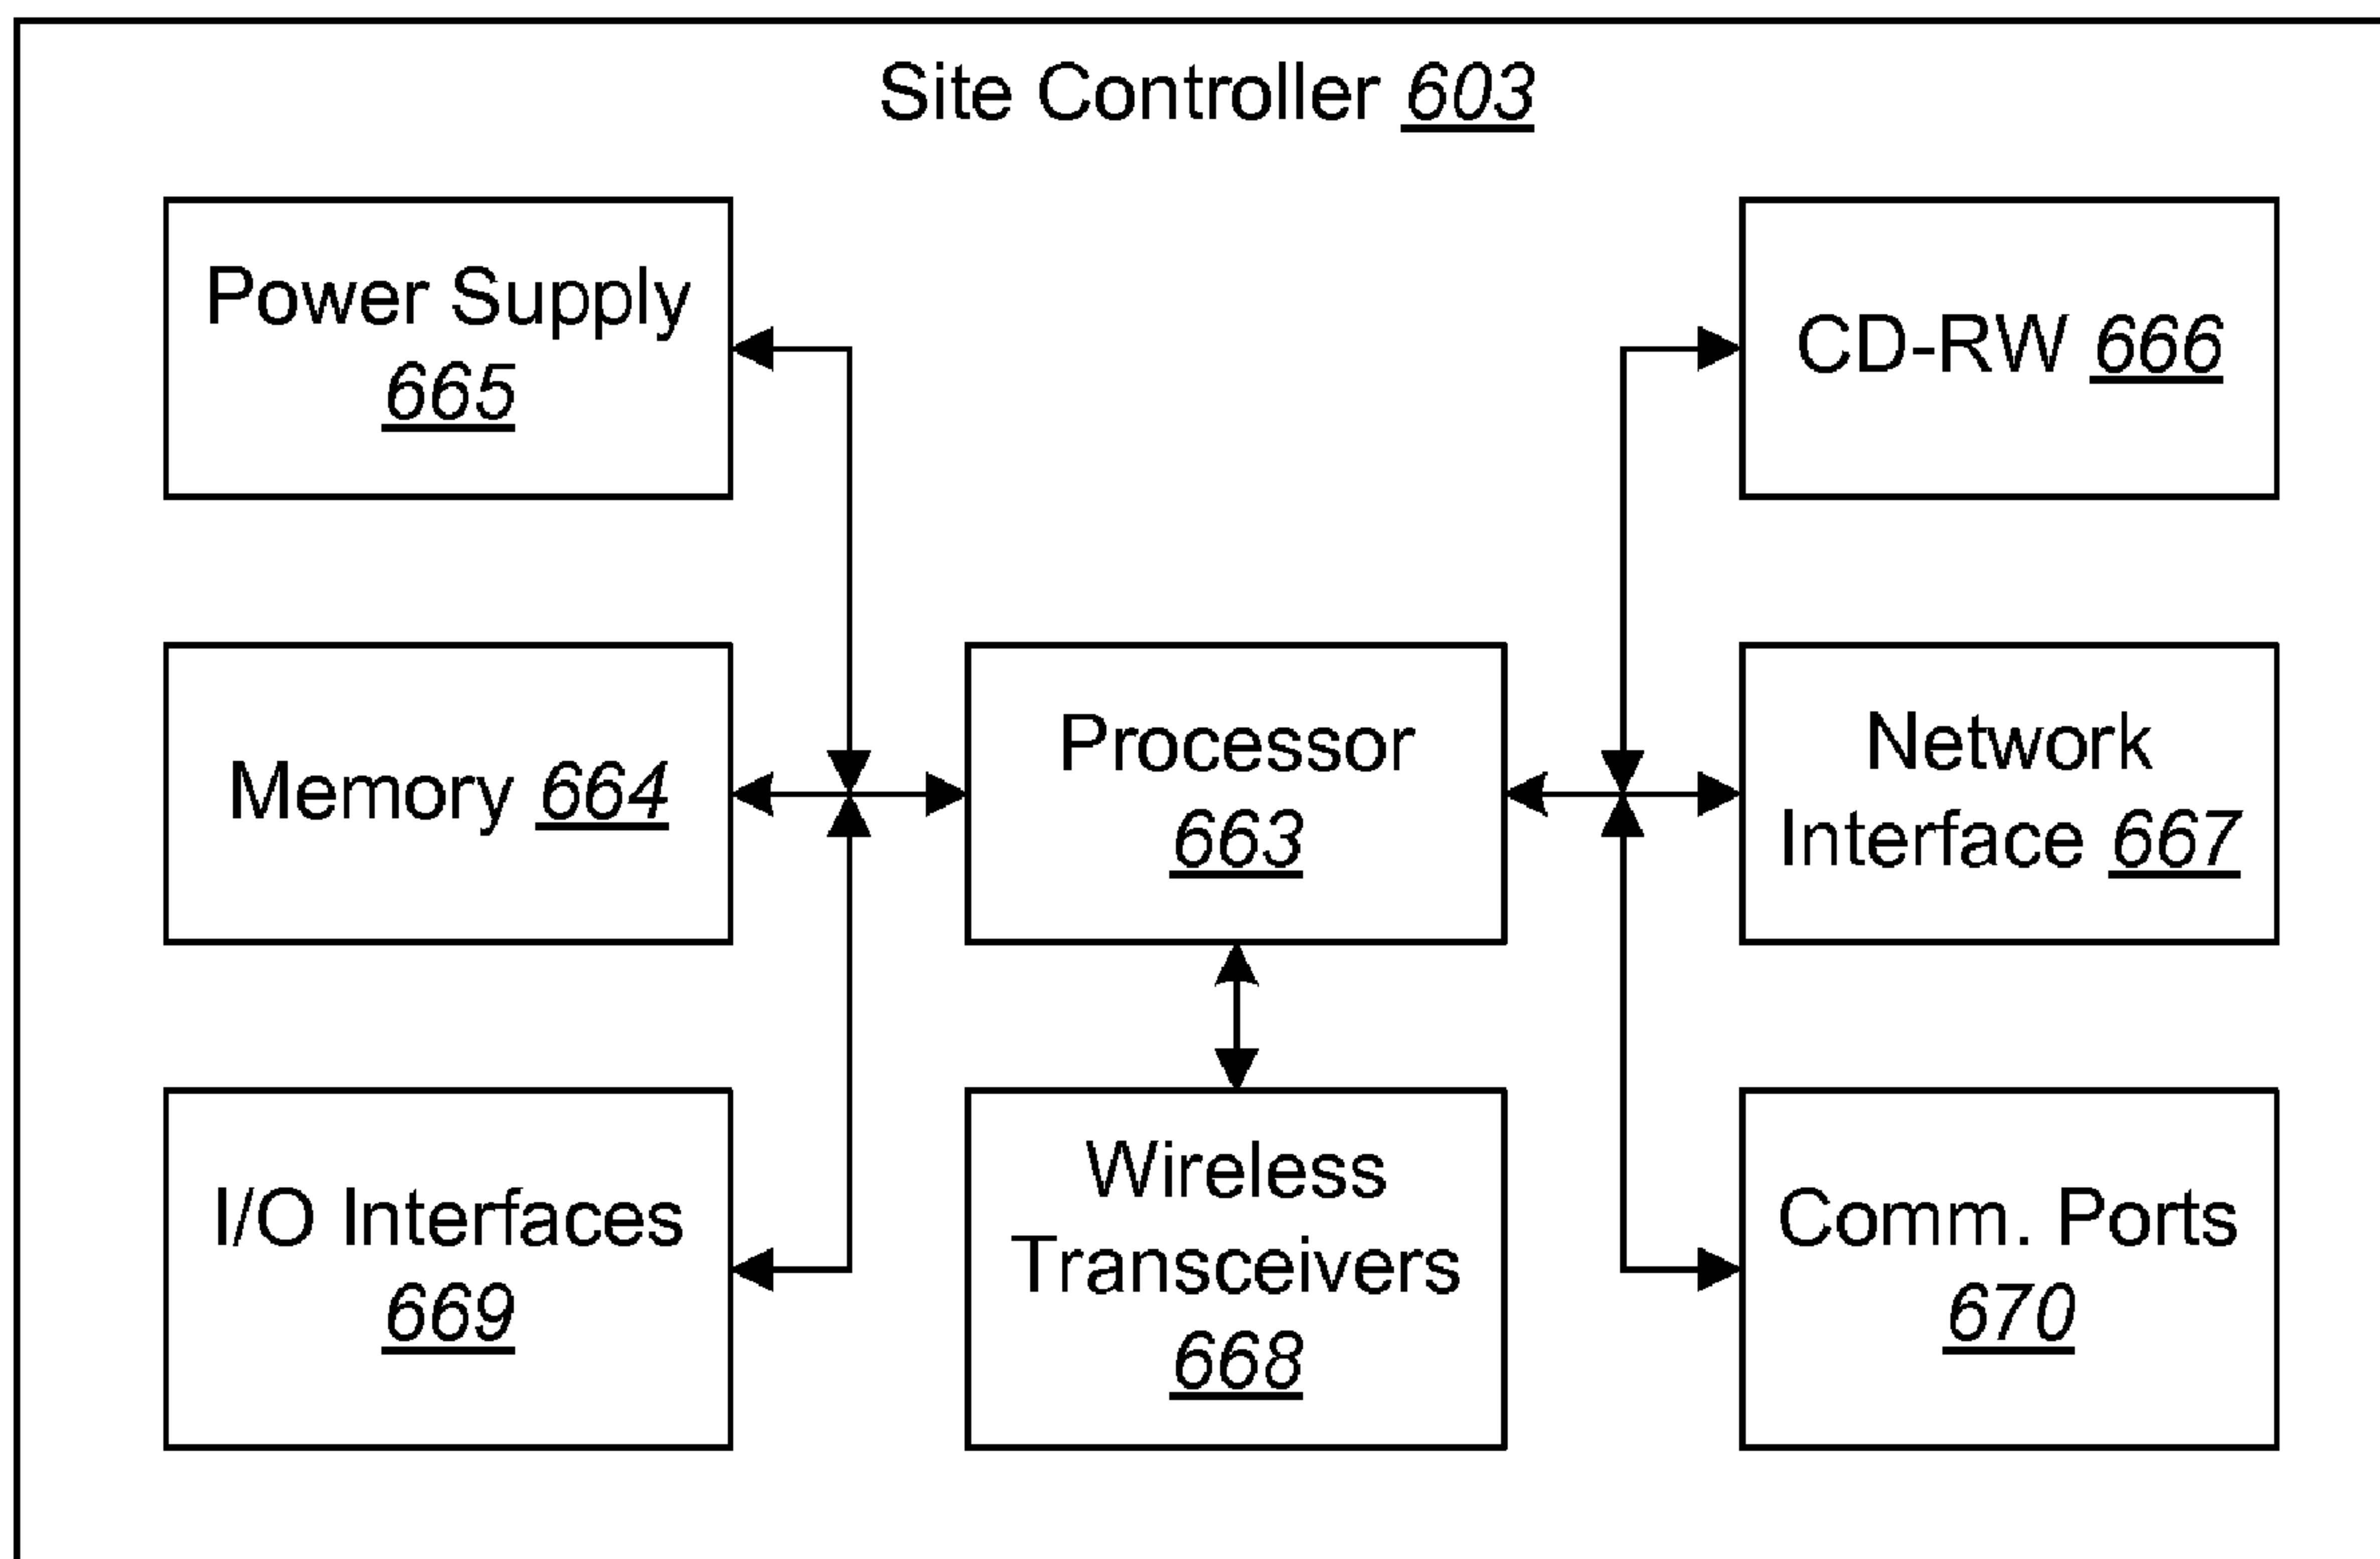 Site Controller 603
Power Supply
665
CD-RW 666
Memory 664
Processor
663
Network
Interface 667
I/O Interfaces
669
Wireless
Transceivers
668
Comm. Ports
670